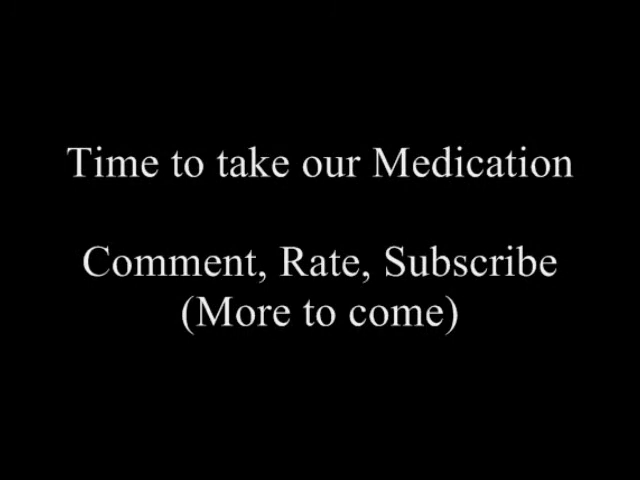 Time to take our Medication
Comment, Rate, Subscribe
(More to come)